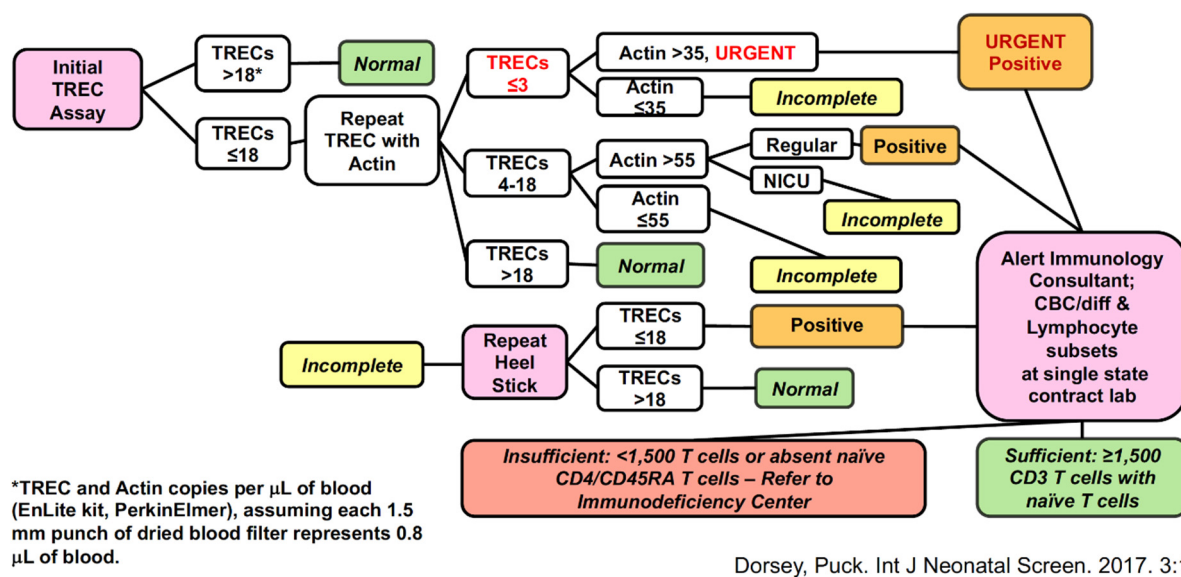 Initial
TREC
Assay
TRECs
>18*
Normal
TRECs
≤18
Repeat
TREC with
Actin
TRECs
≤3
Actin >35, URGENT
URGENT
Positive
Actin
≤35
Incomplete
TRECs
4-18
Actin >55
Regular
Positive
NICU
Incomplete
Actin
≤55
Incomplete
TRECs
>18
Normal
Alert Immunology
Consultant;
CBC/diff &
Lymphocyte
subsets
at single state
contract lab
Incomplete
Repeat
Heel
Stick
TRECs
≤18
Positive
TRECs
>18
Normal
Insufficient: <1,500 T cells or absent naïve
CD4/CD45RA T cells – Refer to
Immunodeficiency Center
Sufficient: ≥1,500
CD3 T cells with
naïve T cells
*TREC and Actin copies per μL of blood
(EnLite kit, PerkinElmer), assuming each 1.5
mm punch of dried blood filter represents 0.8
μL of blood.
Dorsey, Puck. Int J Neonatal Screen. 2017. 3: